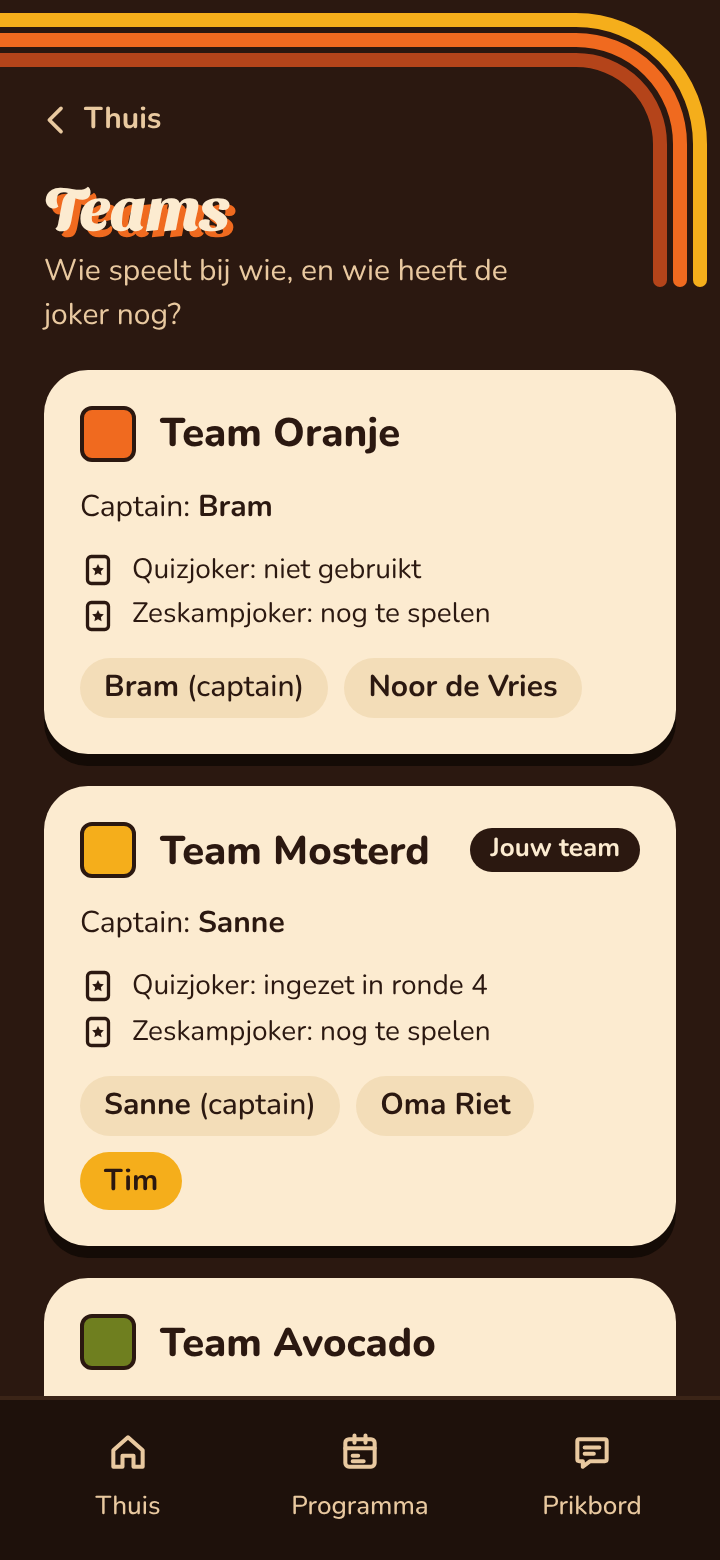 Thuis
Teams
Wie speelt bij wie, en wie heeft de
joker nog?
Team Oranje
Captain: Bram
Quizjoker: niet gebruikt
Zeskampjoker: nog te spelen
Bram (captain) Noor de Vries
Team Mosterd Jouw team
Captain: Sanne
Quizjoker: ingezet in ronde 4
Zeskampjoker: nog te spelen
Sanne (captain) Oma Riet
Tim
Team Avocado
Thuis Programma Prikbord